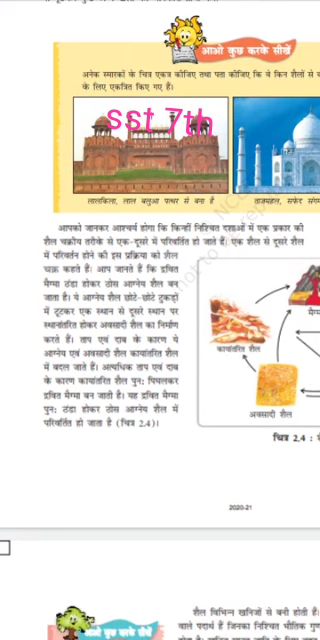 आओ कुछ करके सीखें
अनेक स्मारकों के चित्र एकत्र कीजिए तथा पता कीजिए कि वे किन शैलों से
के लिए एकत्रित किए गए हैं।
sst 7th
लालकिला, लाल बलुआ पत्थर से बना है
ताजमहल, सफेद
आपको जानकर आश्चर्य होगा कि किन्हीं निश्चित दशाओं में एक प्रकार की
शैल चक्रीय तरीके से एक-दूसरे में परिवर्तित हो जाते हैं। एक शैल से दूसरे शैल
में परिवर्तन होने की इस प्रक्रिया को शैल
चक्र कहते हैं। आप जानते हैं कि द्रवित
मैग्मा ठंडा होकर ठोस आग्नेय शैल बन
जाता है। ये आग्नेय शैल छोटे-छोटे टुकड़ों
में टूटकर एक स्थान से दूसरे स्थान पर
स्थानांतरित होकर अवसादी शैल का निर्माण
करते हैं। ताप एवं दाब के कारण ये
आग्नेय एवं अवसादी शैल कायांतरित शैल
में बदल जाते हैं। अत्यधिक ताप एवं दाब
के कारण कायांतरित शैल पुन: पिघलकर
द्रवित मैग्मा बन जाती है। यह द्रवित मैग्मा
पुन: ठंडा होकर ठोस आग्नेय शैल में
परिवर्तित हो जाता है (चित्र 2.4)।
कायांतरित शैल
अवसादी शैल
चित्र 2.4 :
2020-21
शैल विभिन्न खनिजों से बनी होती हैं।
वाले पदार्थ हैं जिनका निश्चित भौतिक गुण
आओ कुछ करके सीखें